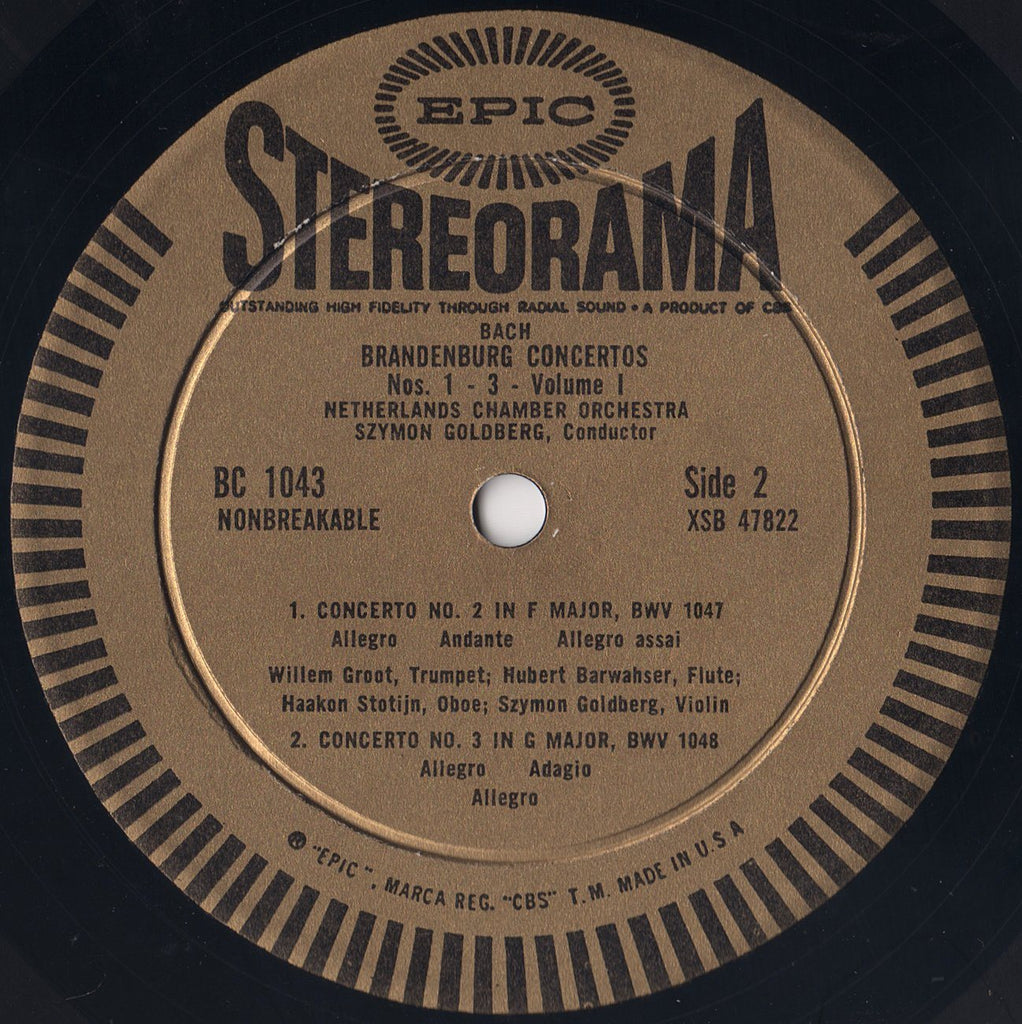 EPIC
STEREORAMA
OUTSTANDING HIGH FIDELITY THROUGH RADIAL SOUND • A PRODUCT OF CBS
BACH
BRANDENBURG CONCERTOS
Nos. 1 - 3 - Volume I
NETHERLANDS CHAMBER ORCHESTRA
SZYMON GOLDBERG, Conductor
BC 1043 Side 2
NONBREAKABLE XSB 47822
1. CONCERTO NO. 2 IN F MAJOR, BWV 1047
Allegro Andante Allegro assai
Willem Groot, Trumpet; Hubert Barwahser, Flute;
Haakon Stotijn, Oboe; Szymon Goldberg, Violin
2. CONCERTO NO. 3 IN G MAJOR, BWV 1048
Allegro Adagio
Allegro
® "EPIC", MARCA REG. "CBS" T.M. MADE IN U.S A